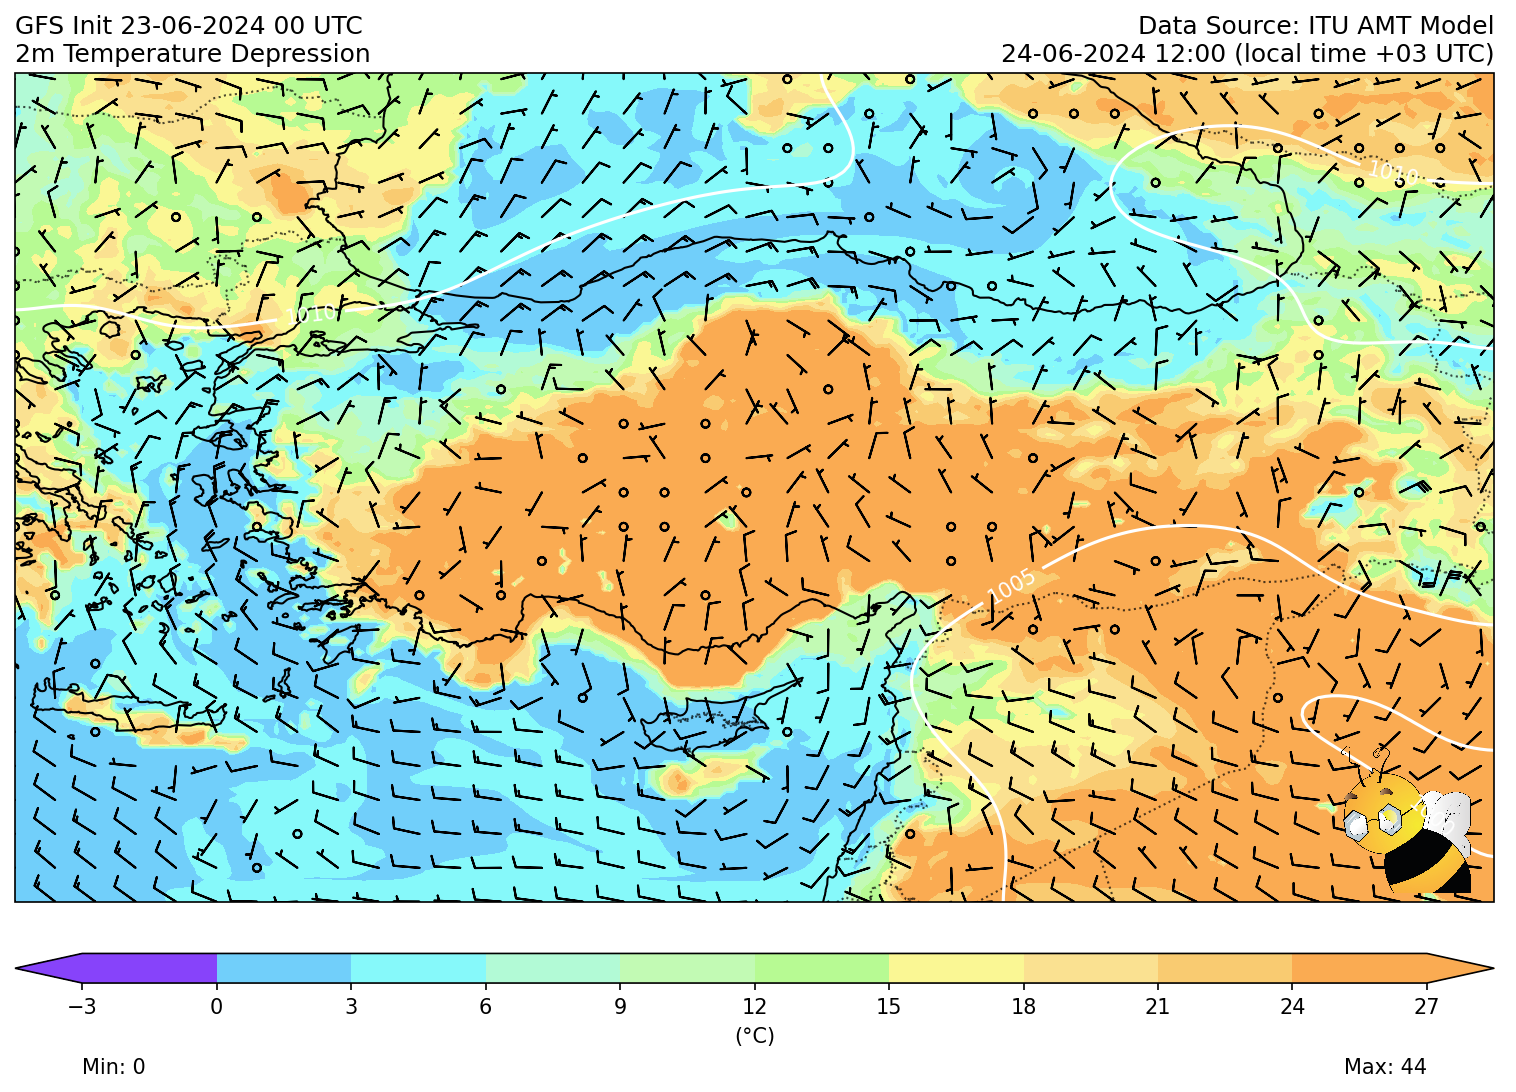 GFS Init 23-06-2024 00 UTC
Data Source: ITU AMT Model
2m Temperature Depression
24-06-2024 12:00 (local time +03 UTC)
1010
1010
1005
−3 0 3 6 9 12 15 18 21 24 27
(°C)
Min: 0
Max: 44